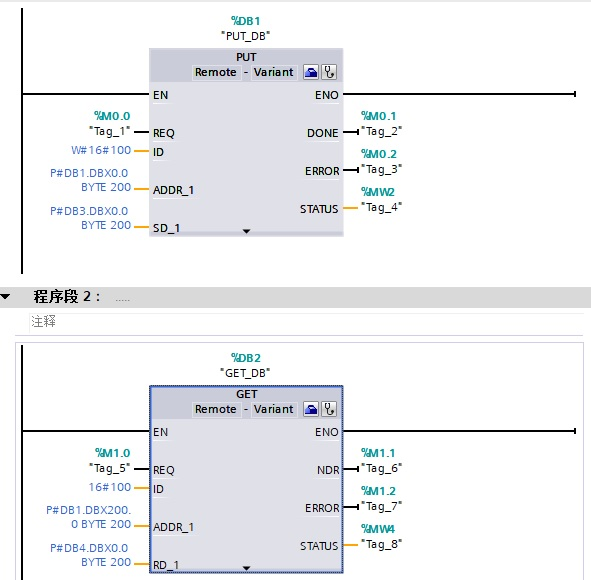 %DB1
"PUT_DB"
PUT
Remote - Variant
EN ENO
%M0.0 %M0.1
"Tag_1" REQ DONE "Tag_2"
W#16#100 ID
%M0.2
P#DB1.DBX0.0 ERROR "Tag_3"
BYTE 200 ADDR_1
%MW2
P#DB3.DBX0.0 STATUS "Tag_4"
BYTE 200 SD_1
程序段 2： .....
注释
%DB2
"GET_DB"
GET
Remote - Variant
EN ENO
%M1.0 %M1.1
"Tag_5" REQ NDR "Tag_6"
16#100 ID
%M1.2
P#DB1.DBX200. ERROR "Tag_7"
0 BYTE 200 ADDR_1
%MW4
P#DB4.DBX0.0 STATUS "Tag_8"
BYTE 200 RD_1